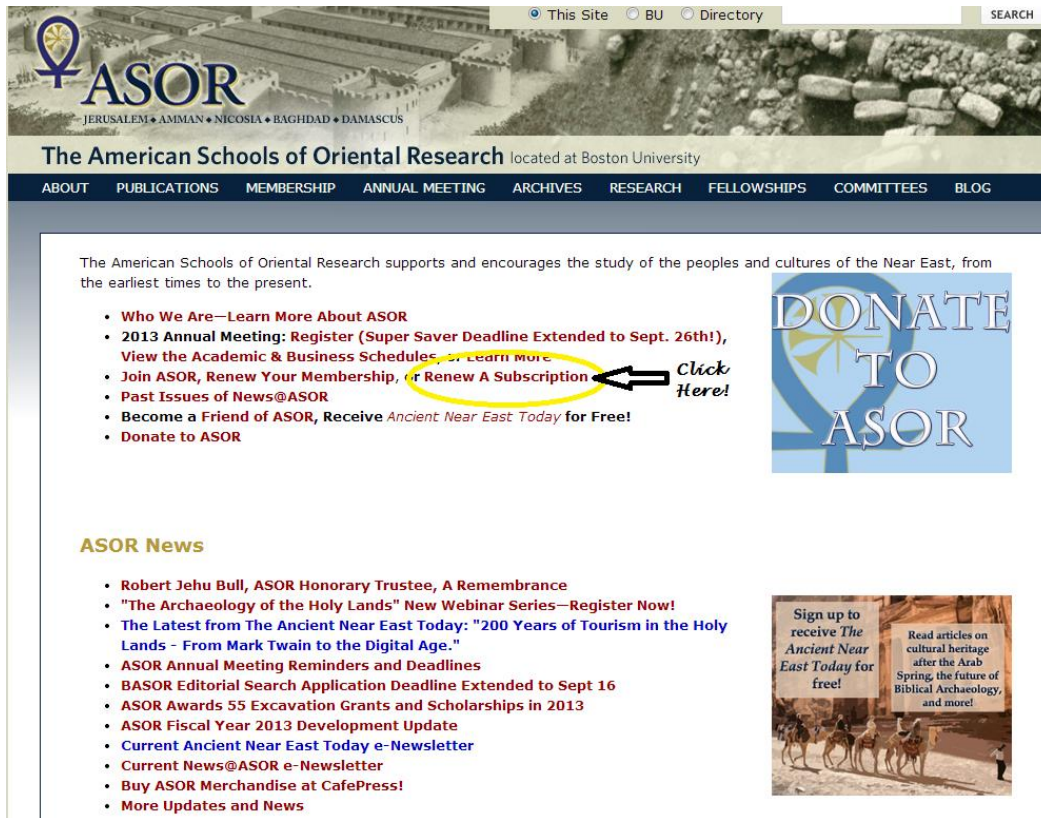 This Site BU Directory SEARCH
ASOR
JERUSALEM ◆ AMMAN ◆ NICOSIA ◆ BAGHDAD ◆ DAMASCUS
The American Schools of Oriental Research located at Boston University
ABOUT PUBLICATIONS MEMBERSHIP ANNUAL MEETING ARCHIVES RESEARCH FELLOWSHIPS COMMITTEES BLOG
The American Schools of Oriental Research supports and encourages the study of the peoples and cultures of the Near East, from
the earliest times to the present.
• Who We Are—Learn More About ASOR
• 2013 Annual Meeting: Register (Super Saver Deadline Extended to Sept. 26th!),
View the Academic & Business Schedules, or Learn More
• Join ASOR, Renew Your Membership, or Renew A Subscription
• Past Issues of News@ASOR
• Become a Friend of ASOR, Receive Ancient Near East Today for Free!
• Donate to ASOR
Click
Here!
DONATE
TO
ASOR
ASOR News
• Robert Jehu Bull, ASOR Honorary Trustee, A Remembrance
• "The Archaeology of the Holy Lands" New Webinar Series—Register Now!
• The Latest from The Ancient Near East Today: "200 Years of Tourism in the Holy
Lands - From Mark Twain to the Digital Age."
• ASOR Annual Meeting Reminders and Deadlines
• BASOR Editorial Search Application Deadline Extended to Sept 16
• ASOR Awards 55 Excavation Grants and Scholarships in 2013
• ASOR Fiscal Year 2013 Development Update
• Current Ancient Near East Today e-Newsletter
• Current News@ASOR e-Newsletter
• Buy ASOR Merchandise at CafePress!
• More Updates and News
Sign up to
receive The
Ancient Near
East Today for
free!
Read articles on
cultural heritage
after the Arab
Spring, the future of
Biblical Archaeology,
and more!